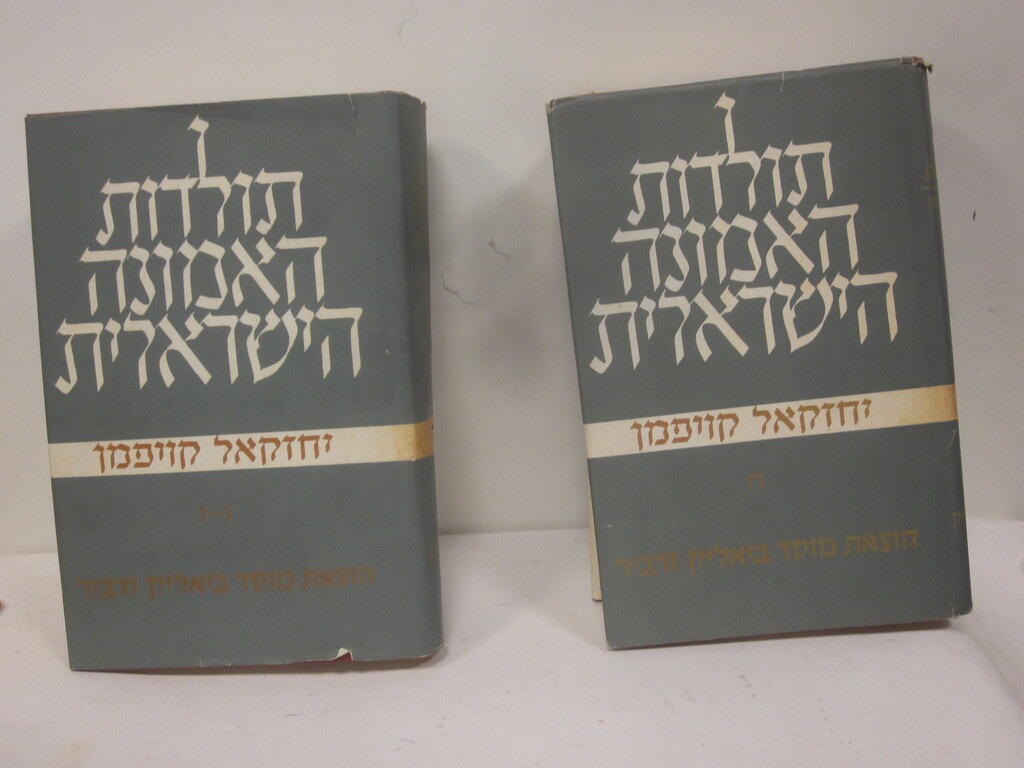 תולדות
האמונה
הישראלית
יחזקאל קויפמן
ו-ז
הוצאת מוסד ביאליק ודביר
תולדות
האמונה
הישראלית
יחזקאל קויפמן
ח
הוצאת מוסד ביאליק ודביר